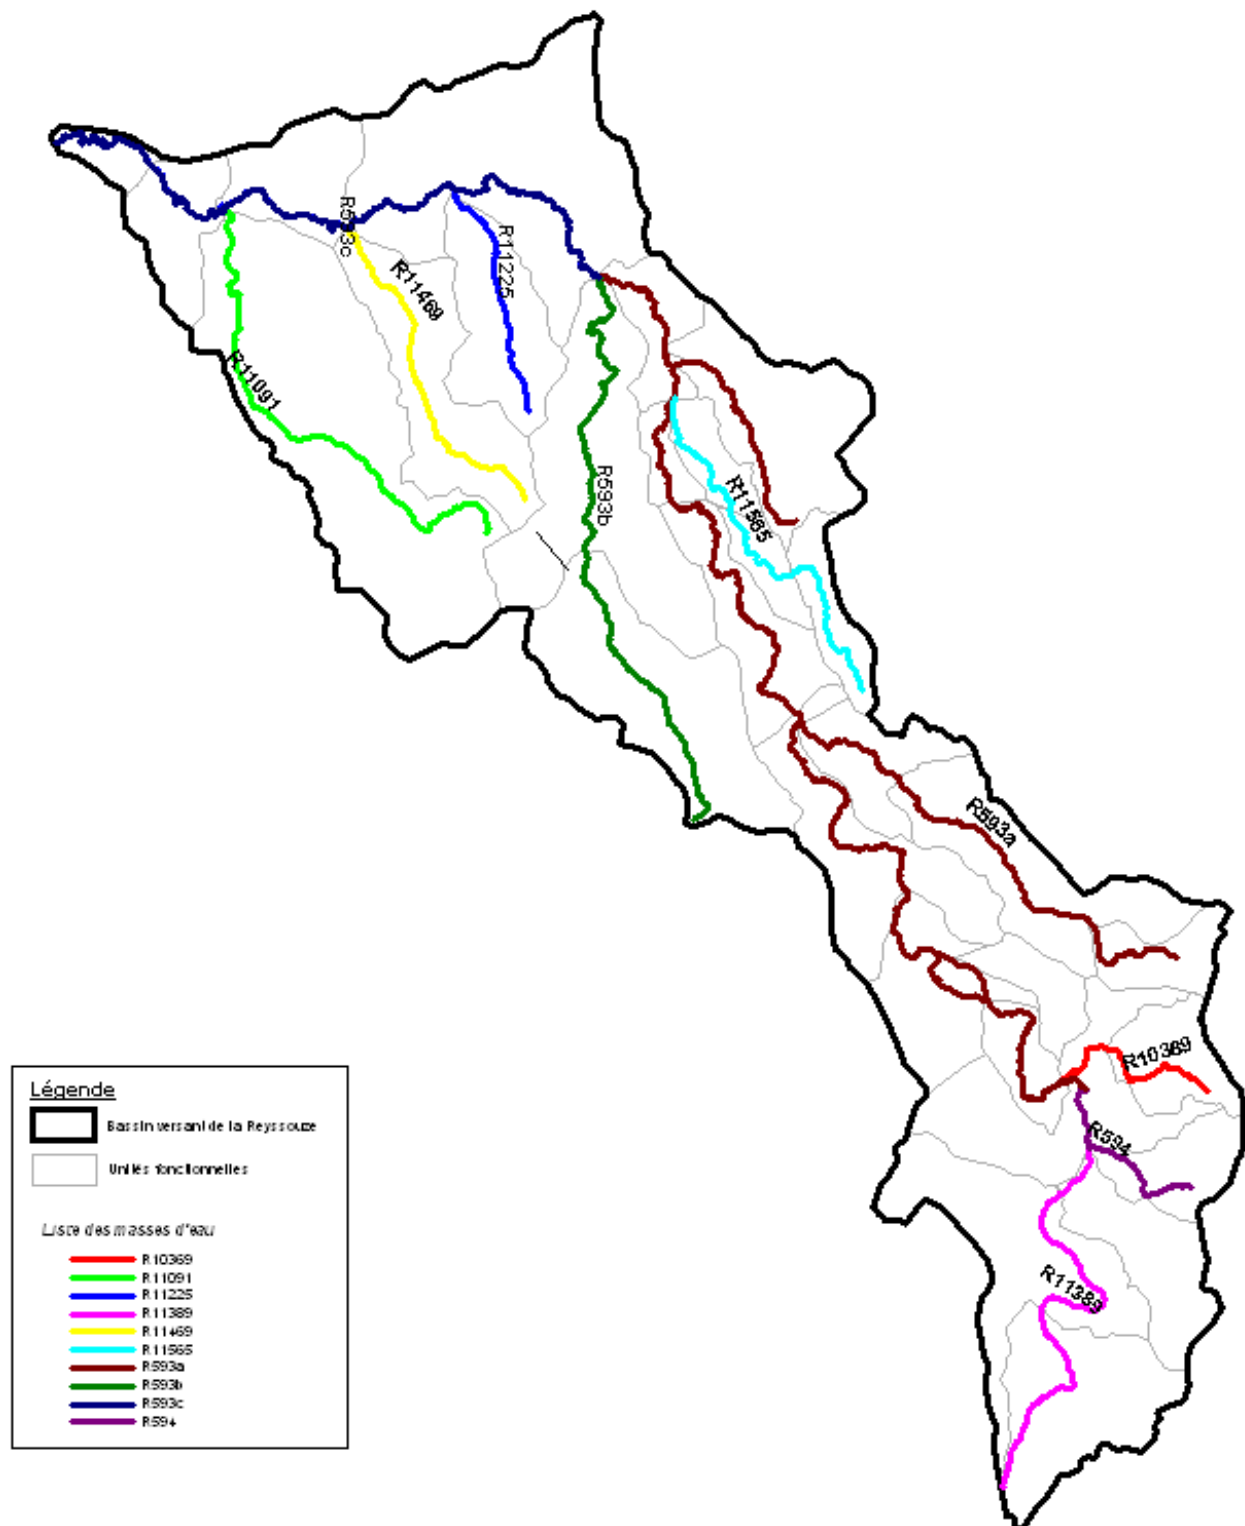 R593c
R11225
R11469
R11091
R593b
R11565
R593a
R10369
R594
R11389
Légende
Bassin versant de la Reyssouze
Unités fonctionnelles
Liste des masses d'eau
R10369
R11091
R11225
R11389
R11469
R11565
R593a
R593b
R593c
R594